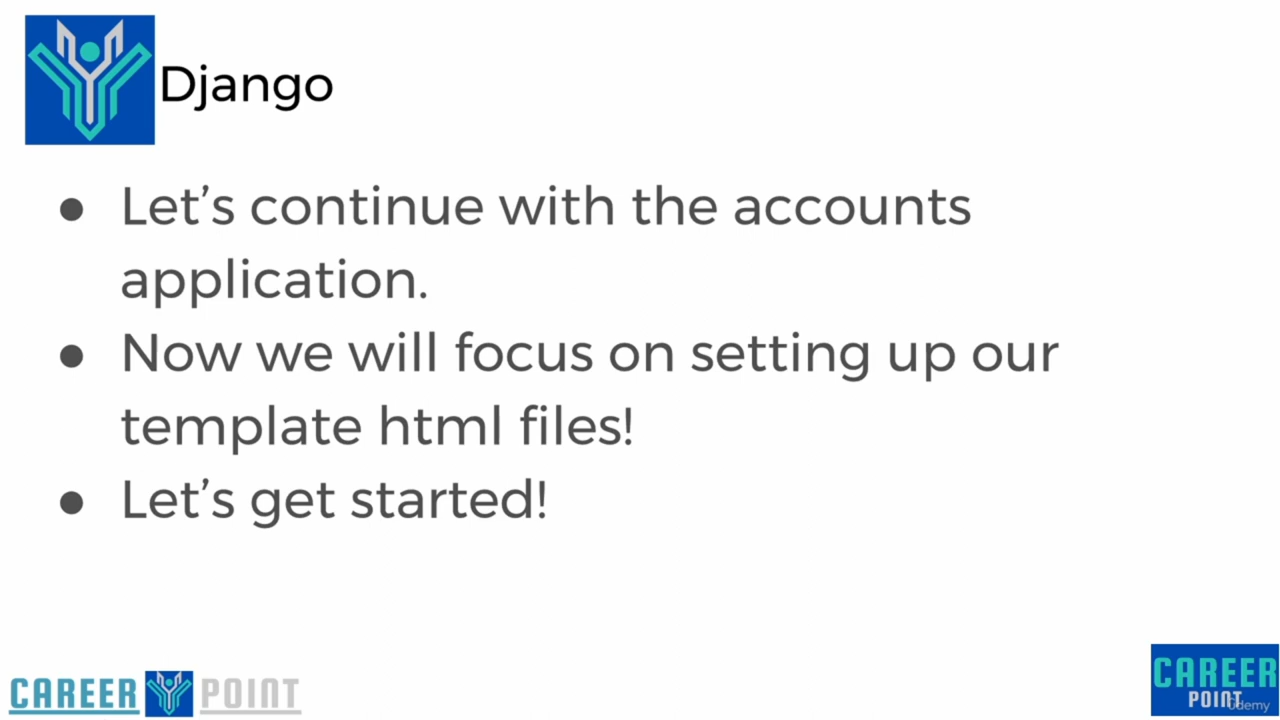 Django
● Let’s continue with the accounts
application.
● Now we will focus on setting up our
template html files!
● Let’s get started!
CAREER POINT
CAREER
POINT
udemy